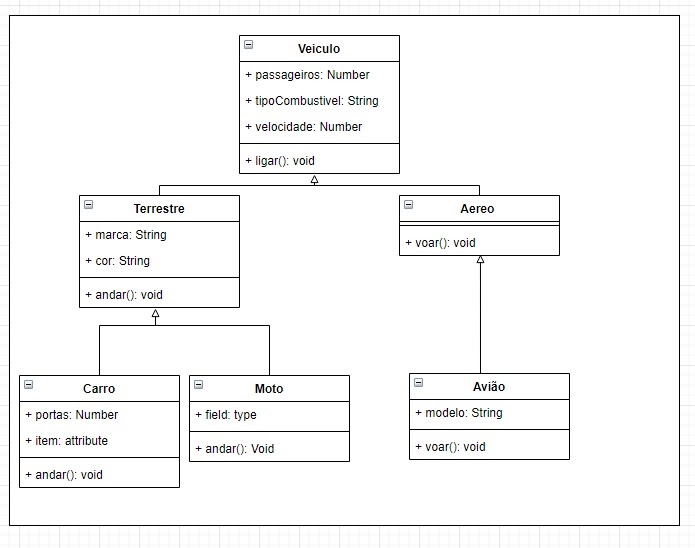 Veiculo
+ passageiros: Number
+ tipoCombustivel: String
+ velocidade: Number
+ ligar(): void
Terrestre
+ marca: String
+ cor: String
+ andar(): void
Aereo
+ voar(): void
Carro
+ portas: Number
+ item: attribute
+ andar(): void
Moto
+ field: type
+ andar(): Void
Avião
+ modelo: String
+ voar(): void